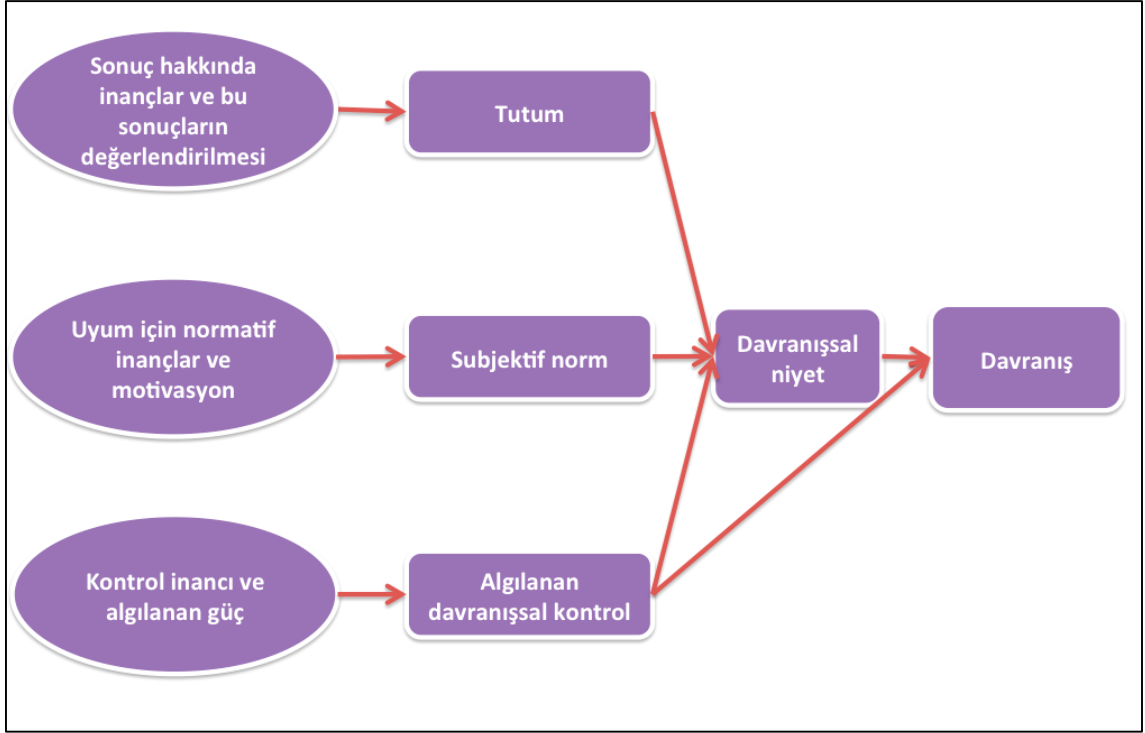 Sonuç hakkında
inançlar ve bu
sonuçların
değerlendirilmesi
Tutum
Uyum için normatif
inançlar ve
motivasyon
Subjektif norm
Davranışsal
niyet
Davranış
Kontrol inancı ve
algılanan güç
Algılanan
davranışsal kontrol